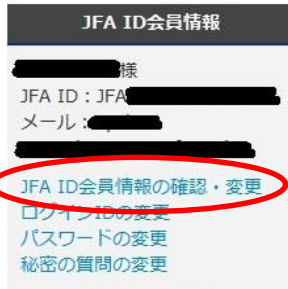 JFA ID会員情報
様
JFA ID：JFA
メール：
JFA ID会員情報の確認・変更
ログインIDの変更
パスワードの変更
秘密の質問の変更